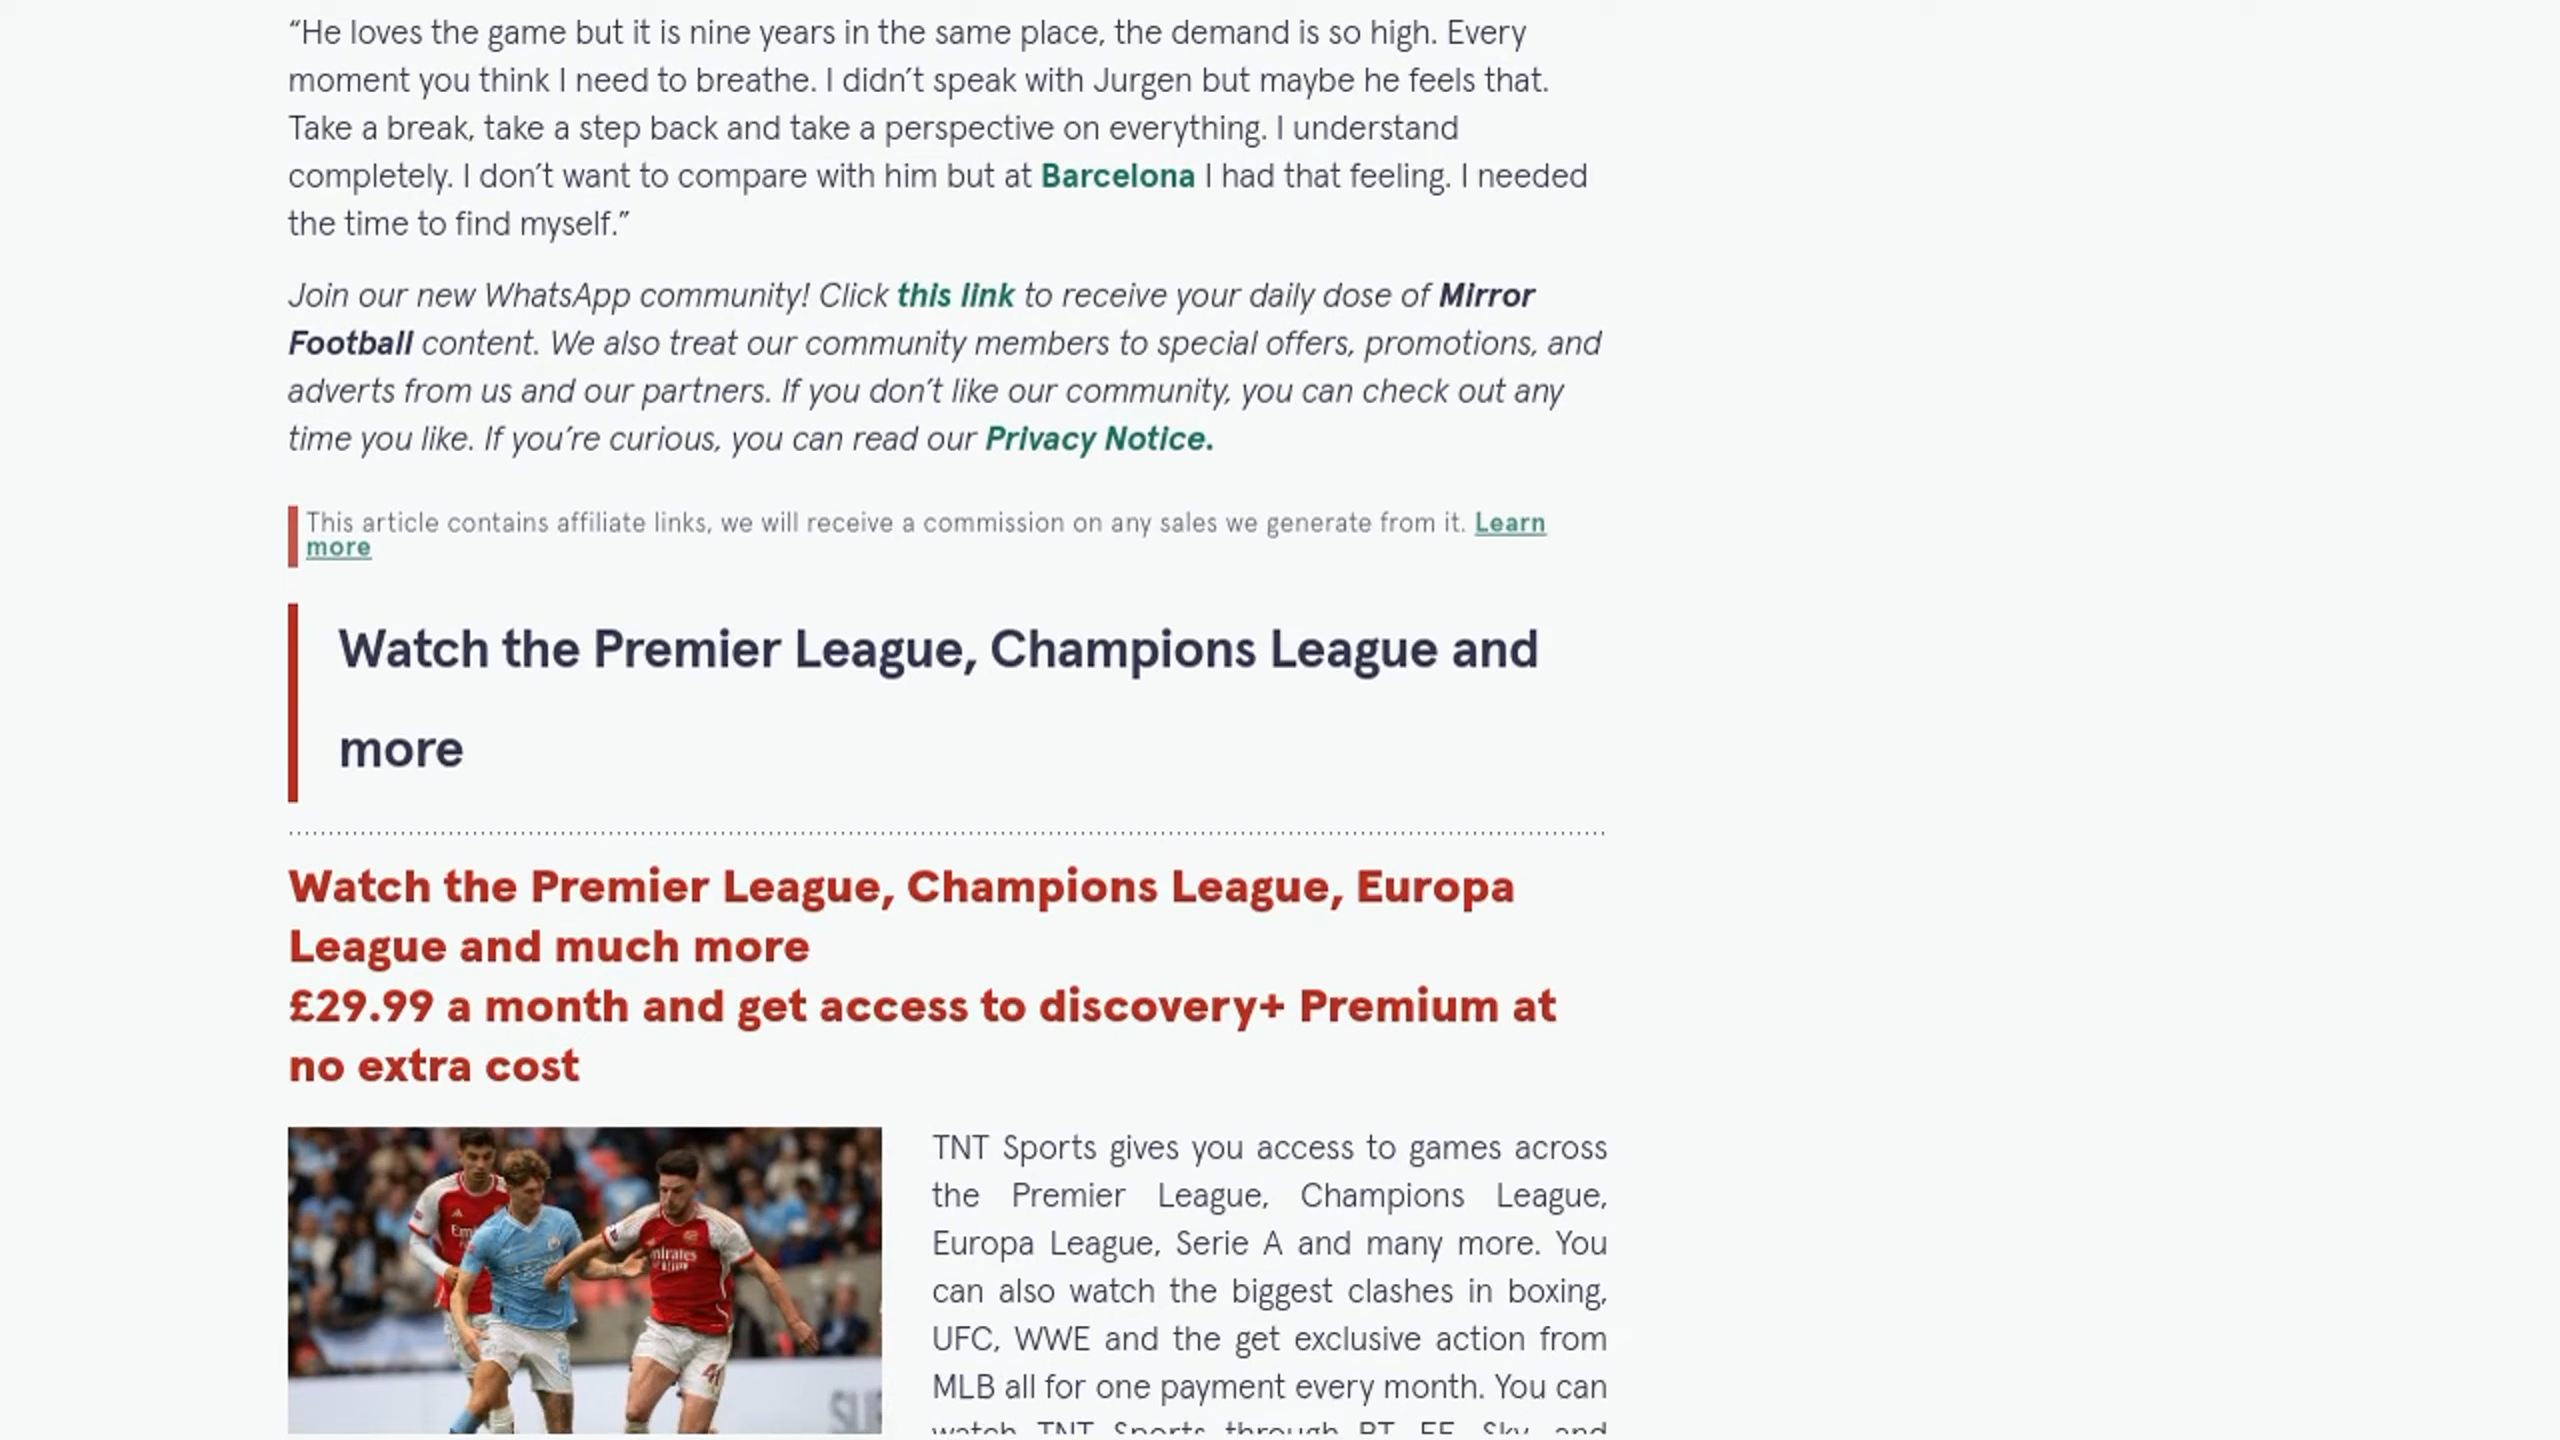 “He loves the game but it is nine years in the same place, the demand is so high. Every
moment you think I need to breathe. I didn’t speak with Jurgen but maybe he feels that.
Take a break, take a step back and take a perspective on everything. I understand
completely. I don’t want to compare with him but at Barcelona I had that feeling. I needed
the time to find myself.”
Join our new WhatsApp community! Click this link to receive your daily dose of Mirror
Football content. We also treat our community members to special offers, promotions, and
adverts from us and our partners. If you don’t like our community, you can check out any
time you like. If you’re curious, you can read our Privacy Notice.
This article contains affiliate links, we will receive a commission on any sales we generate from it. Learn
more
Watch the Premier League, Champions League and
more
Watch the Premier League, Champions League, Europa
League and much more
£29.99 a month and get access to discovery+ Premium at
no extra cost
TNT Sports gives you access to games across
the Premier League, Champions League,
Europa League, Serie A and many more. You
can also watch the biggest clashes in boxing,
UFC, WWE and the get exclusive action from
MLB all for one payment every month. You can
watch TNT Sports through BT, EE, Sky, and